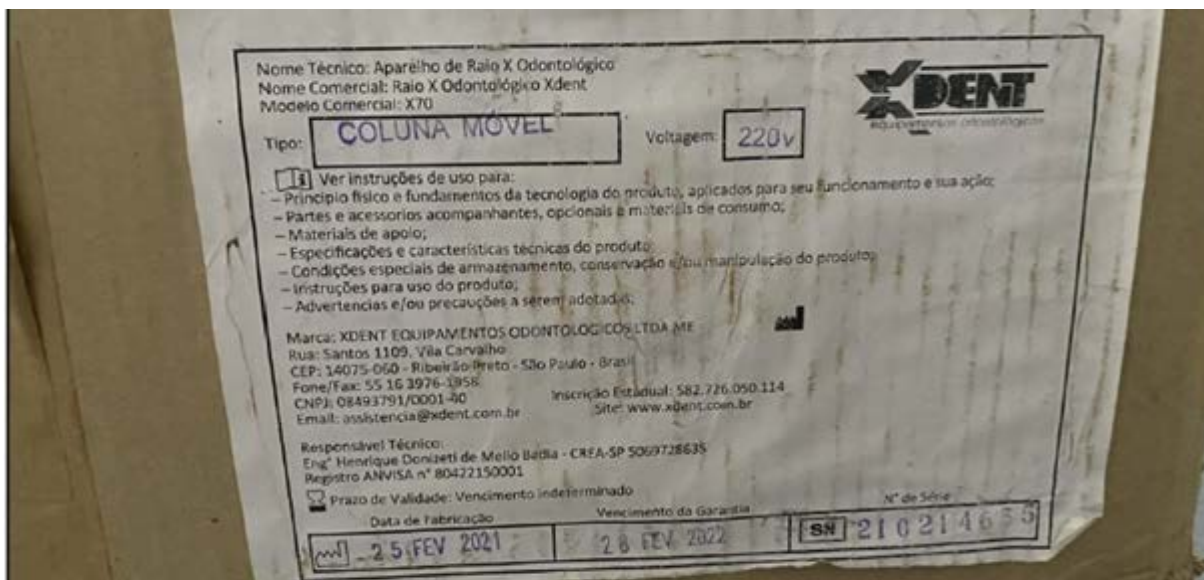 Nome Técnico: Aparelho de Raio X Odontológico
Nome Comercial: Raio X Odontológico Xdent
Modelo Comercial: X70
XDENT
equipamentos odontológicos
Tipo: COLUNA MÓVEL Voltagem: 220v
Ver instruções de uso para:
– Princípio físico e fundamentos da tecnologia do produto, aplicados para seu funcionamento e sua ação;
– Partes e acessorios acompanhantes, opcionais e materiais de consumo;
– Materiais de apoio;
– Especificações e características técnicas do produto;
– Condições especiais de armazenamento, conservação e/ou manipulação do produto;
– Instruções para uso do produto;
– Advertencias e/ou precauções a serem adotadas;
Marca: XDENT EQUIPAMENTOS ODONTOLOGICOS LTDA ME
Rua: Santos 1109, Vila Carvalho
CEP: 14075-060 - Ribeirão Preto - São Paulo - Brasil
Fone/Fax: 55 16 3976-1958
CNPJ: 08493791/0001-40 Inscrição Estadual: 582.726.050.114
Email: assistencia@xdent.com.br Site: www.xdent.com.br
Responsável Técnico:
Eng° Henrique Donizeti de Mello Badia - CREA-SP 5069728635
Registro ANVISA n° 80422150001
Prazo de Validade: Vencimento indeterminado
Data de Fabricação Vencimento da Garantia N° de Série
25 FEV 2021 28 FEV 2022 SN